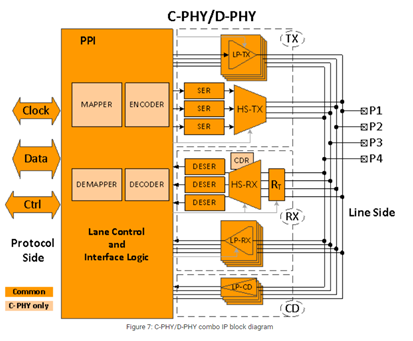 C-PHY/D-PHY
PPI
TX
LP-TX
MAPPER
ENCODER
SER
SER
SER
HS-TX
Clock
Data
Ctrl
P1
P2
P3
P4
DEMAPPER
DECODER
DESER
DESER
DESER
CDR
HS-RX
RT
RX
Line Side
Lane Control
and
Interface Logic
Protocol
Side
LP-RX
LP-CD
CD
Common
C-PHY only
Figure 7: C-PHY/D-PHY combo IP block diagram